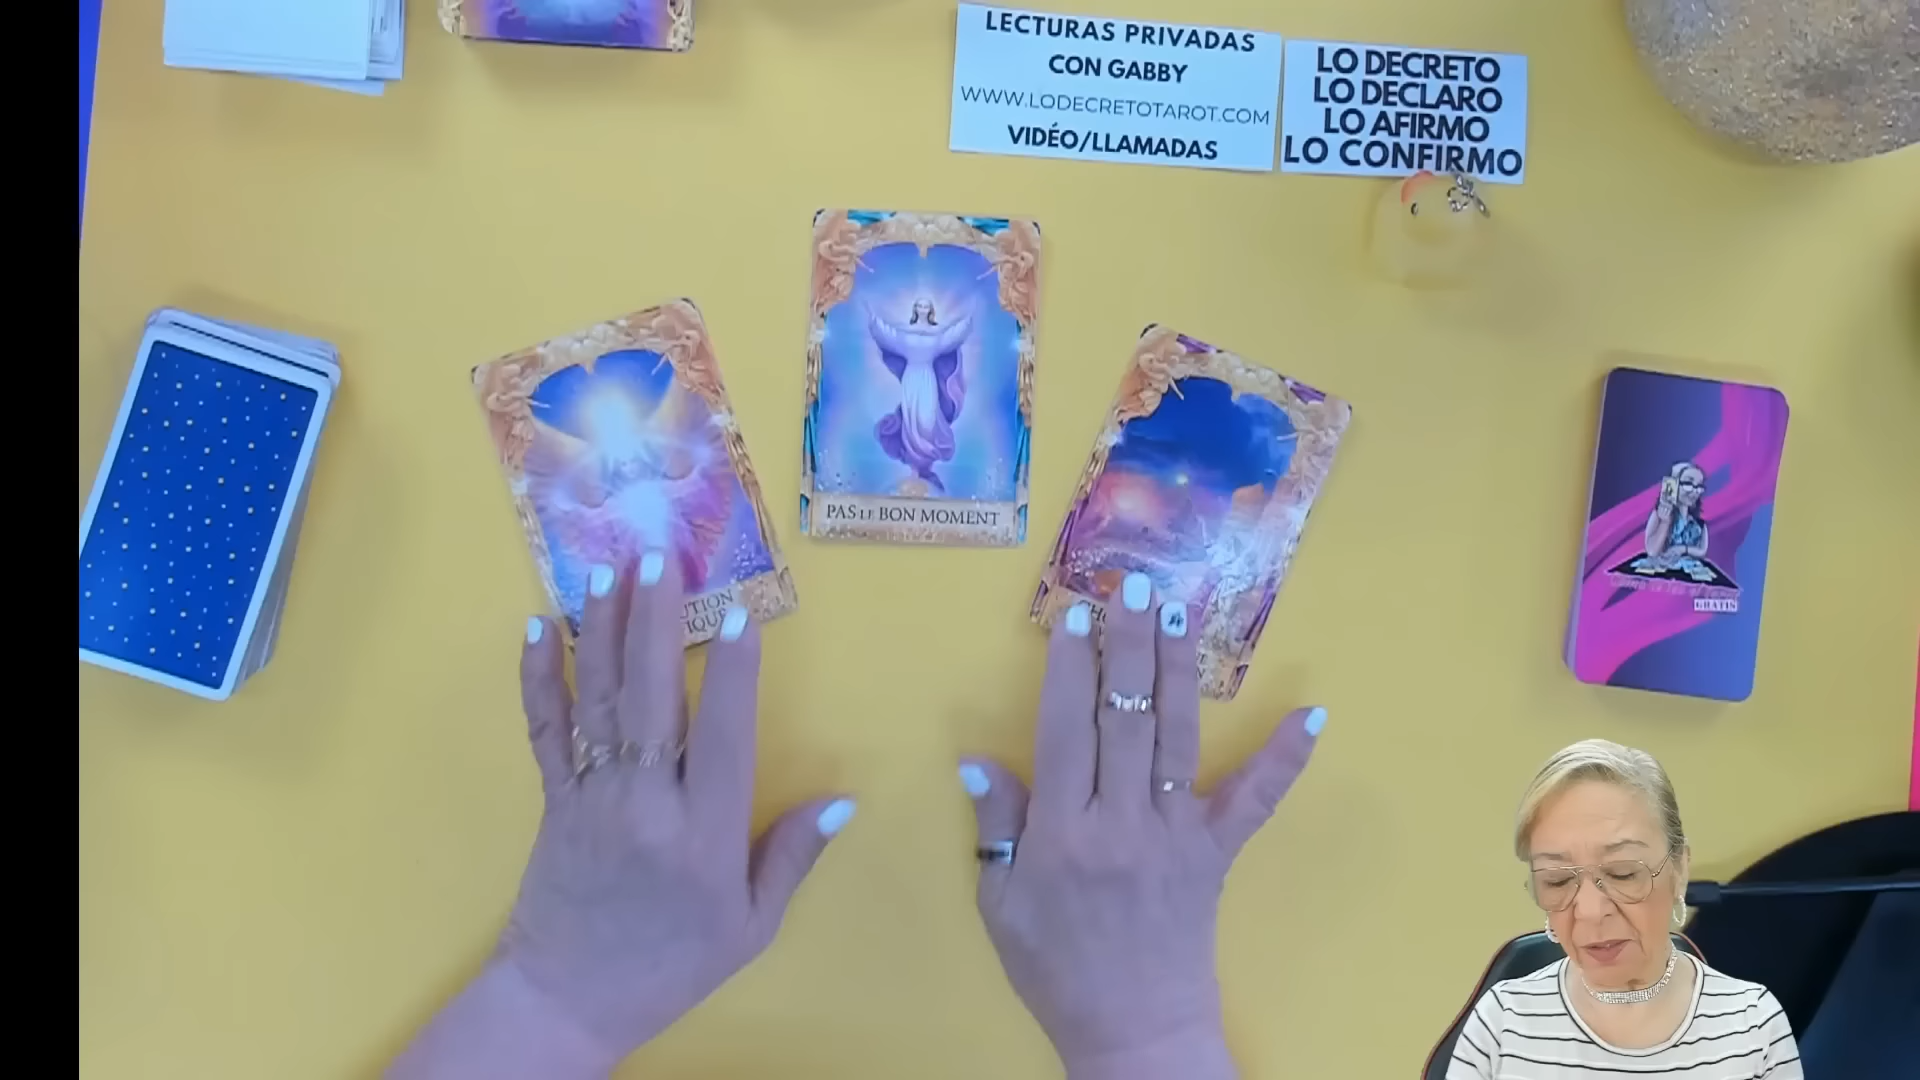 LECTURAS PRIVADAS
CON GABBY
WWW.LODECRETOTAROT.COM
VIDÉO/LLAMADAS
LO DECRETO
LO DECLARO
LO AFIRMO
LO CONFIRMO
PAS LE BON MOMENT
GRATIS